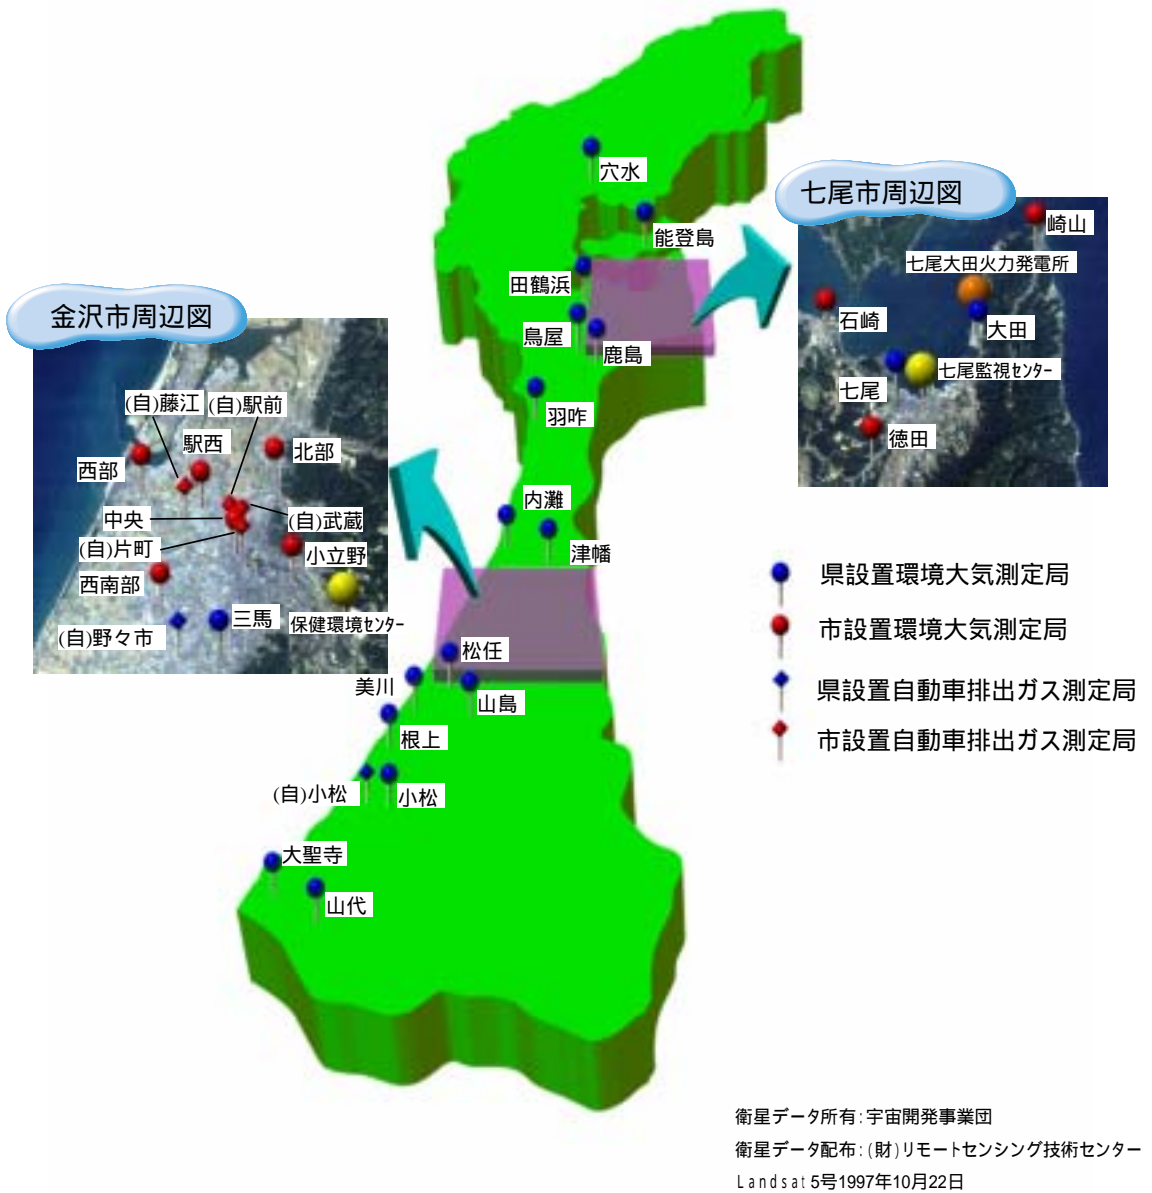 穴水
能登島
田鶴浜
鳥屋
鹿島
羽咋
内灘
津幡
松任
美川
山島
根上
(自)小松
小松
大聖寺
山代
七尾市周辺図
崎山
七尾大田火力発電所
石崎
大田
七尾監視センター
七尾
徳田
金沢市周辺図
(自)藤江
(自)駅前
駅西
北部
西部
中央
(自)武蔵
(自)片町
小立野
西南部
三馬
保健環境センター
(自)野々市
県設置環境大気測定局
市設置環境大気測定局
県設置自動車排出ガス測定局
市設置自動車排出ガス測定局
衛星データ所有:宇宙開発事業団
衛星データ配布:(財)リモートセンシング技術センター
Landsat 5号1997年10月22日